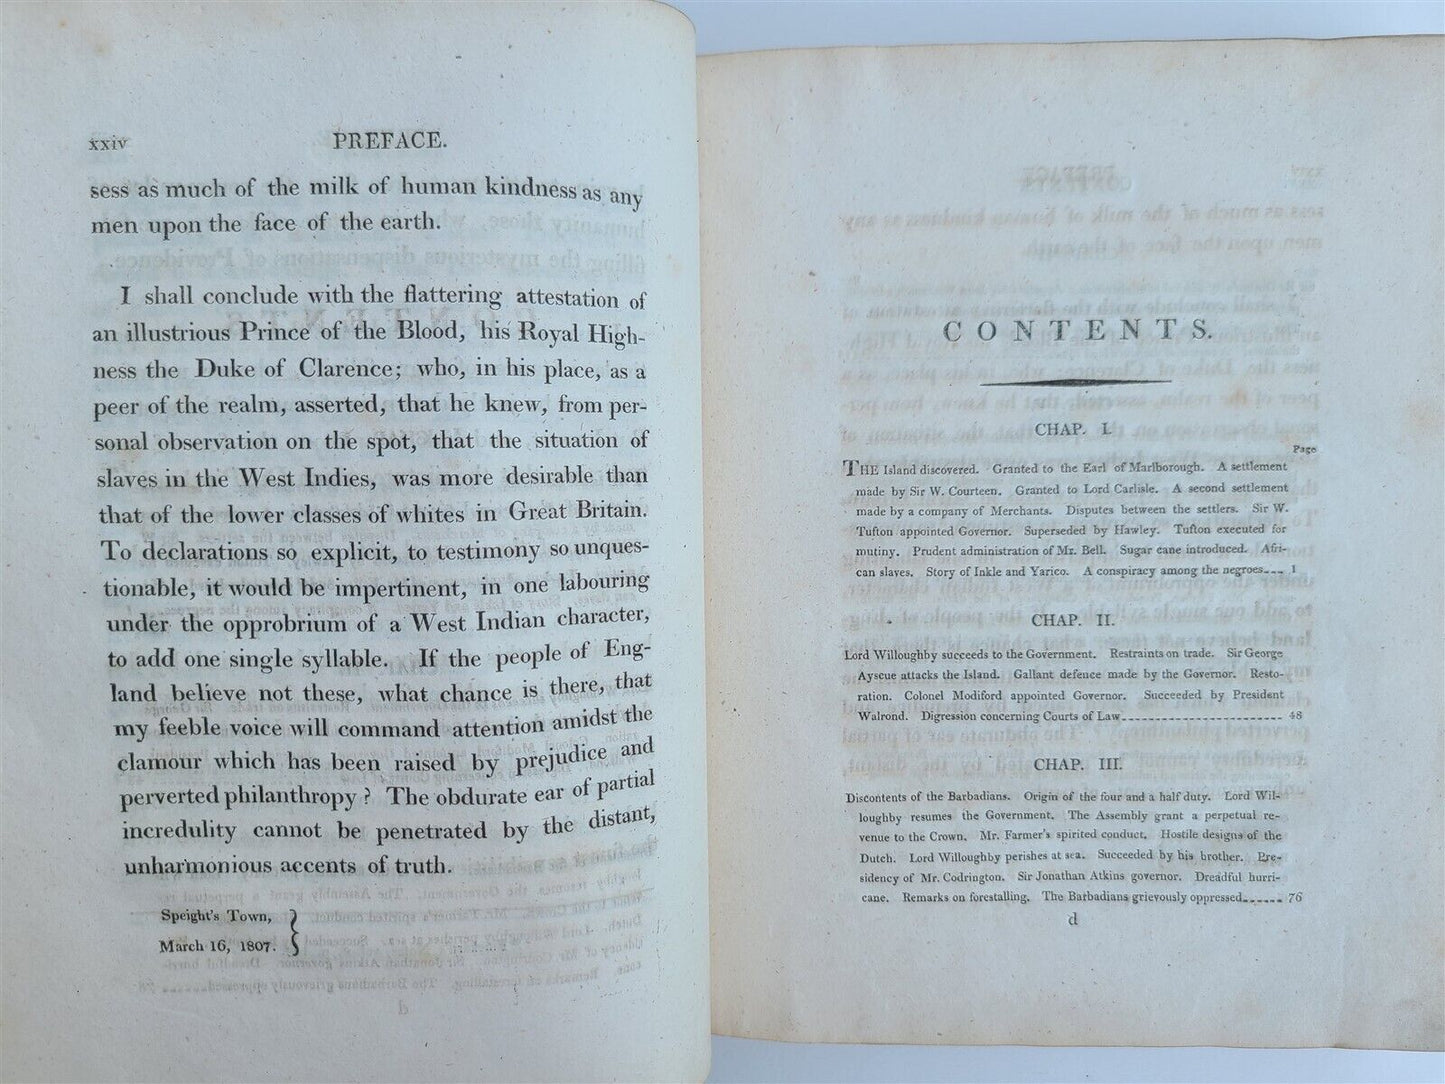 xxiv PREFACE.
sess as much of the milk of human kindness as any
men upon the face of the earth.
I shall conclude with the flattering attestation of
an illustrious Prince of the Blood, his Royal High-
ness the Duke of Clarence; who, in his place, as a
peer of the realm, asserted, that he knew, from per-
sonal observation on the spot, that the situation of
slaves in the West Indies, was more desirable than
that of the lower classes of whites in Great Britain.
To declarations so explicit, to testimony so unques-
tionable, it would be impertinent, in one labouring
under the opprobrium of a West Indian character,
to add one single syllable. If the people of Eng-
land believe not these, what chance is there, that
my feeble voice will command attention amidst the
clamour which has been raised by prejudice and
perverted philanthropy? The obdurate ear of partial
incredulity cannot be penetrated by the distant,
unharmonious accents of truth.
Speight's Town,
March 16, 1807.
CONTENTS.
CHAP. I.
Page
THE Island discovered. Granted to the Earl of Marlborough. A settlement
made by Sir W. Courteen. Granted to Lord Carlisle. A second settlement
made by a company of Merchants. Disputes between the settlers. Sir W.
Tufton appointed Governor. Superseded by Hawley. Tufton executed for
mutiny. Prudent administration of Mr. Bell. Sugar cane introduced. Afri-
can slaves. Story of Inkle and Yarico. A conspiracy among the negroes--- 1
CHAP. II.
Lord Willoughby succeeds to the Government. Restraints on trade. Sir George
Ayscue attacks the Island. Gallant defence made by the Governor. Resto-
ration. Colonel Modiford appointed Governor. Succeeded by President
Walrond. Digression concerning Courts of Law------------------------ 48
CHAP. III.
Discontents of the Barbadians. Origin of the four and a half duty. Lord Wil-
loughby resumes the Government. The Assembly grant a perpetual re-
venue to the Crown. Mr. Farmer's spirited conduct. Hostile designs of the
Dutch. Lord Willoughby perishes at sea. Succeeded by his brother. Pre-
sidency of Mr. Codrington. Sir Jonathan Atkins governor. Dreadful hurri-
cane. Remarks on forestalling. The Barbadians grievously oppressed------ 76
d